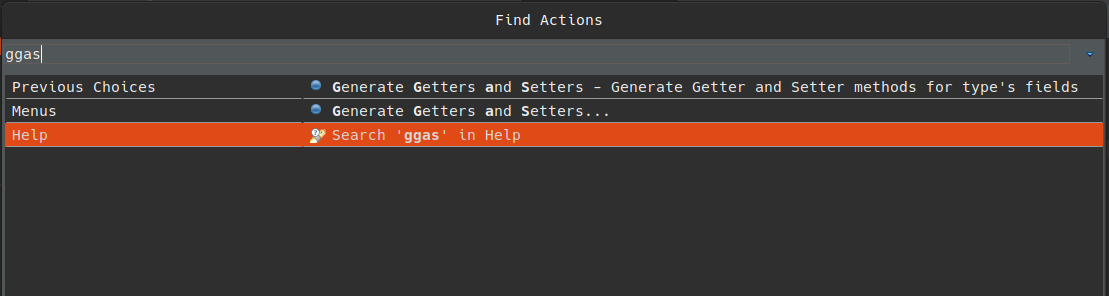 Find Actions
ggas
Previous Choices Generate Getters and Setters - Generate Getter and Setter methods for type's fields
Menus Generate Getters and Setters...
Help Search 'ggas' in Help